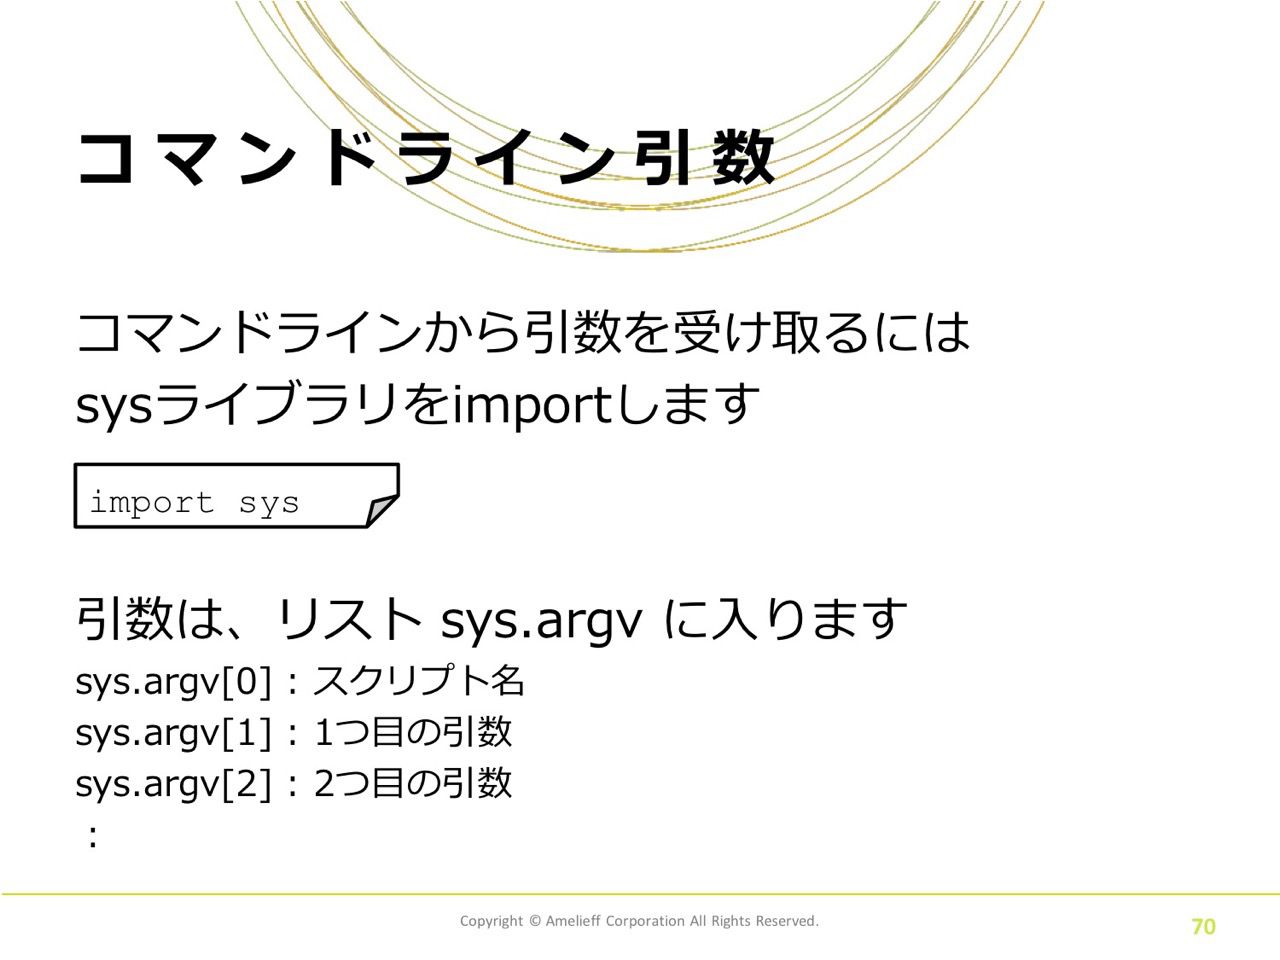 コマンドライン引数
コマンドラインから引数を受け取るには
sysライブラリをimportします
import sys
引数は、リスト sys.argv に入ります
sys.argv[0] : スクリプト名
sys.argv[1] : 1つ目の引数
sys.argv[2] : 2つ目の引数
:
Copyright © Amelieff Corporation All Rights Reserved.
70